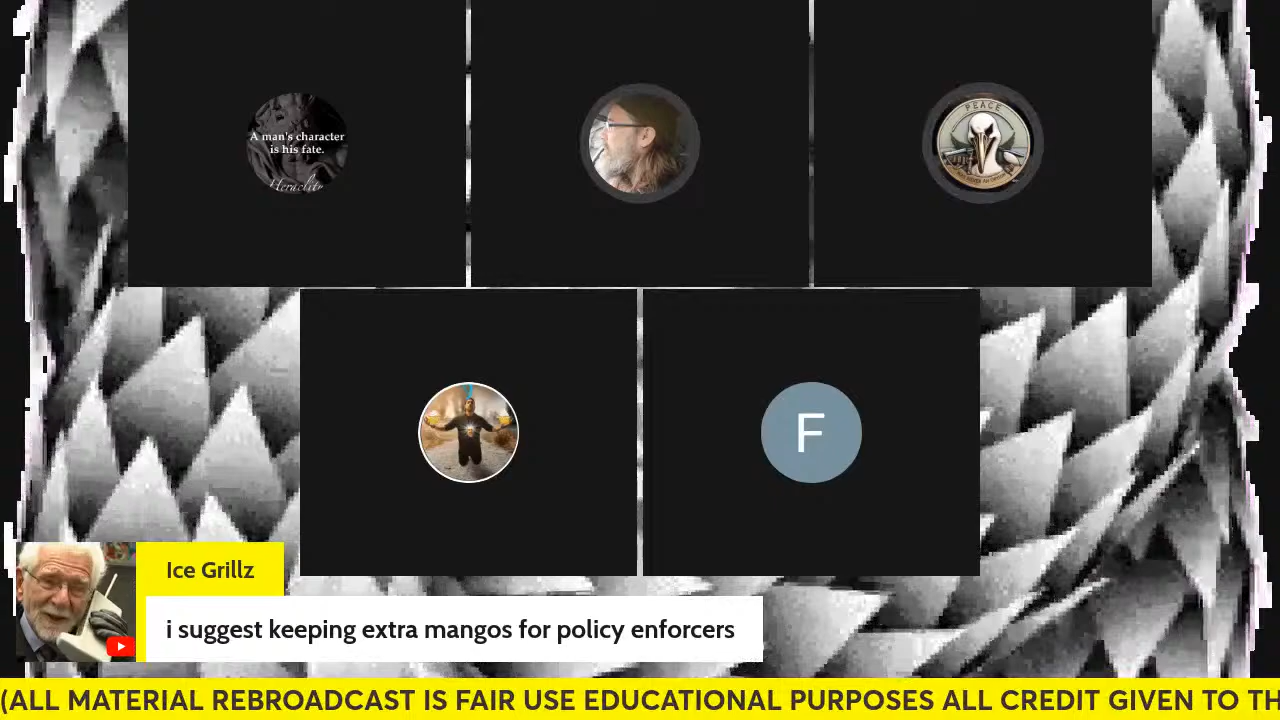 A man's character
is his fate.
PEACE
F
Ice Grillz
i suggest keeping extra mangos for policy enforcers
(ALL MATERIAL REBROADCAST IS FAIR USE EDUCATIONAL PURPOSES ALL CREDIT GIVEN TO TH